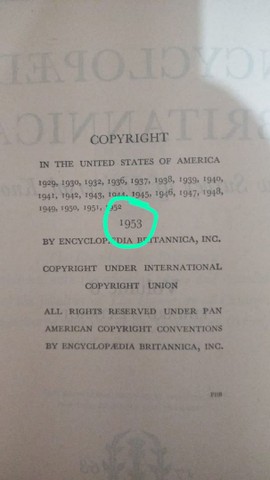 COPYRIGHT
IN THE UNITED STATES OF AMERICA
1929, 1930, 1932, 1936, 1937, 1938, 1959, 1940,
1941, 1942, 1943, 1944, 1945, 1946, 1947, 1948,
1949, 1950, 1951, 1952
1953
BY ENCYCLOPÆDIA BRITANNICA, INC.
COPYRIGHT UNDER INTERNATIONAL
COPYRIGHT UNION
ALL RIGHTS RESERVED UNDER PAN
AMERICAN COPYRIGHT CONVENTIONS
BY ENCYCLOPÆDIA BRITANNICA, INC.